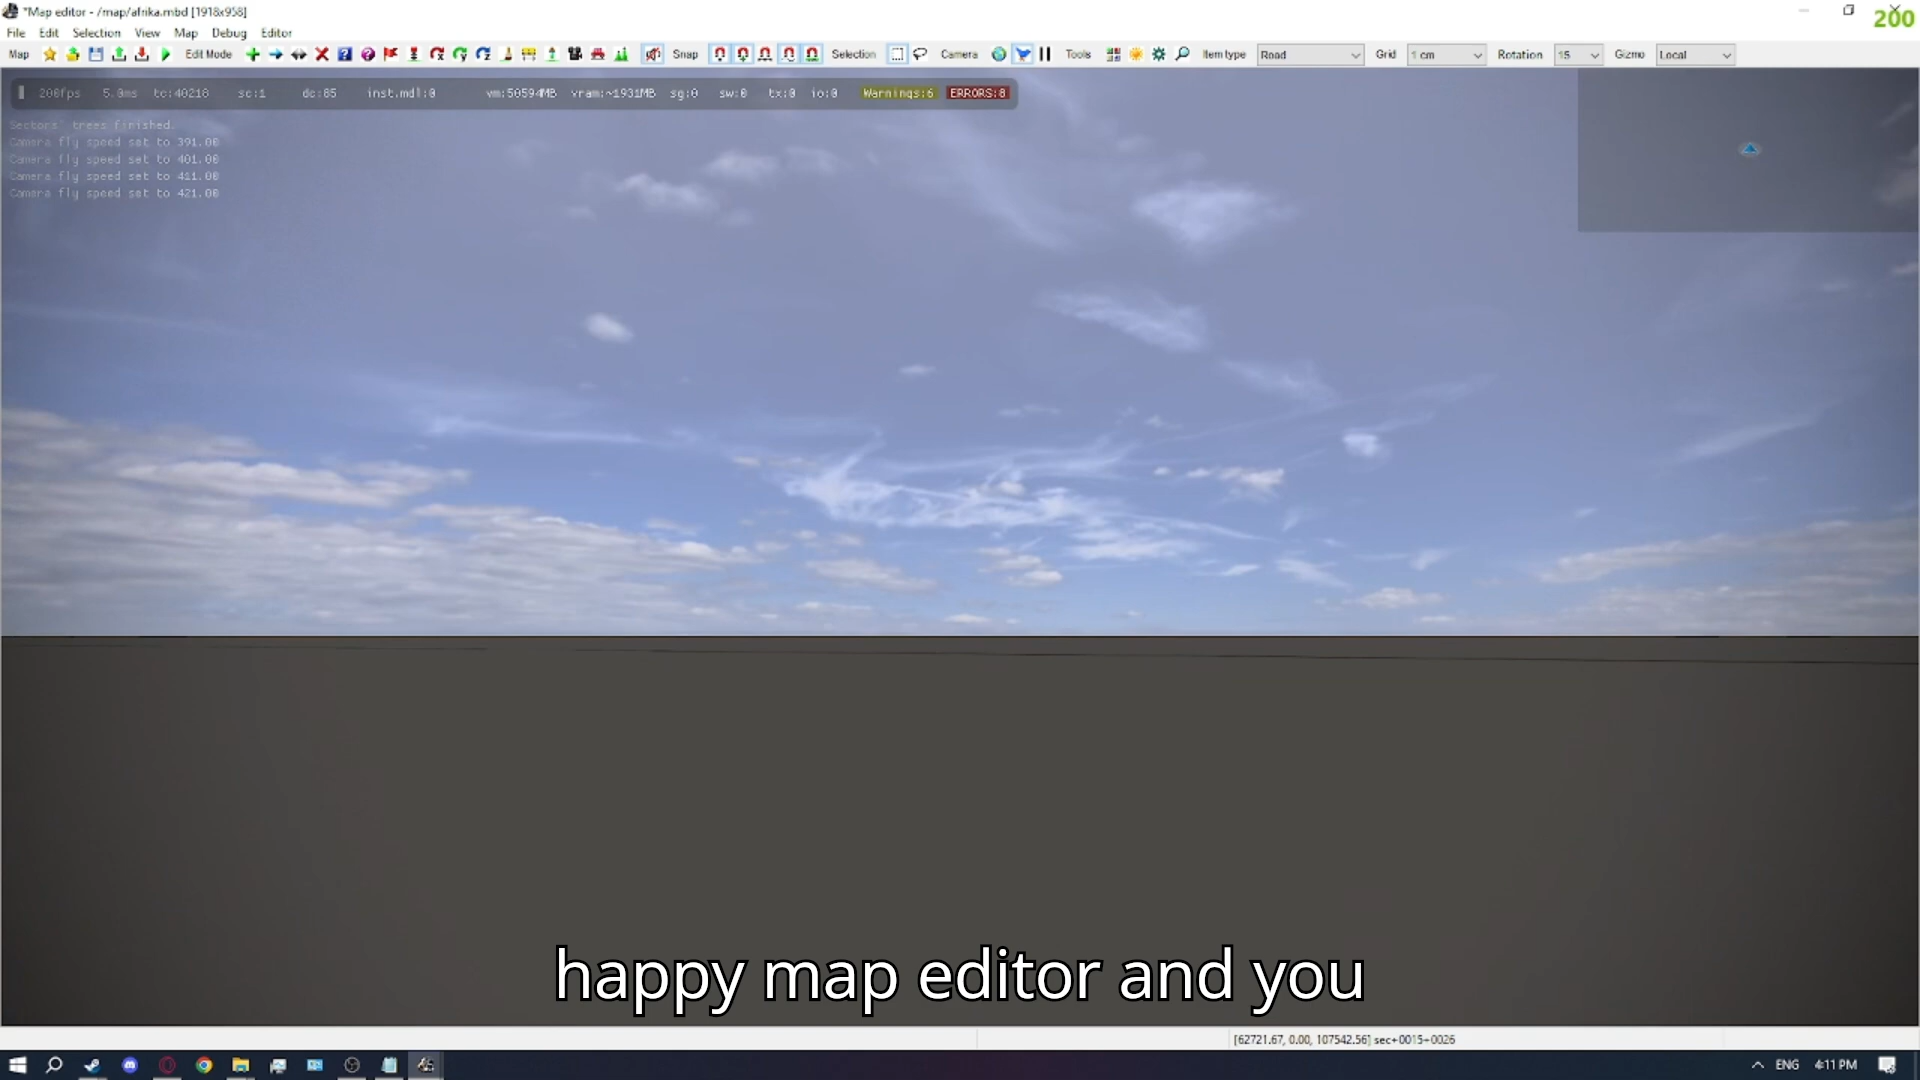 *Map editor - /map/afrika.mbd [1918x958]
200
File Edit Selection View Map Debug Editor
Map Edit Mode Snap Selection Camera Tools Item type Road Grid 1 cm Rotation 15 Gizmo Local
200fps 5.0ms tc:40218 sc:1 dc:85 inst.mdl:0 vm:50594MB vram:~1931MB sg:0 sw:0 tx:0 io:0 Warnings:6 ERRORS:8
Sectors' trees finished.
Camera fly speed set to 391.00
Camera fly speed set to 401.00
Camera fly speed set to 411.00
Camera fly speed set to 421.00
happy map editor and you
[62721.67, 0.00, 107542.56] sec+0015+0026
ENG 4:11 PM